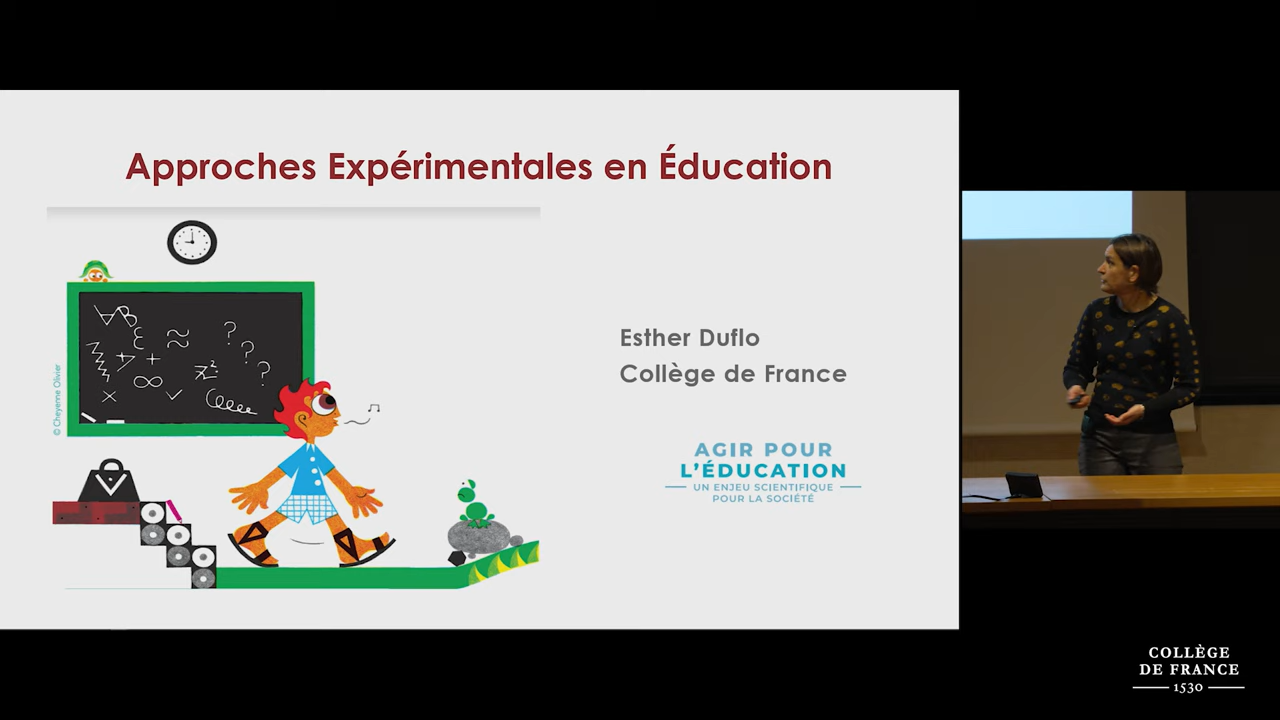 Approches Expérimentales en Éducation
© Cheyenne Olivier
Esther Duflo
Collège de France
AGIR POUR
L'ÉDUCATION
UN ENJEU SCIENTIFIQUE
POUR LA SOCIÉTÉ
COLLÈGE
DE FRANCE
1530